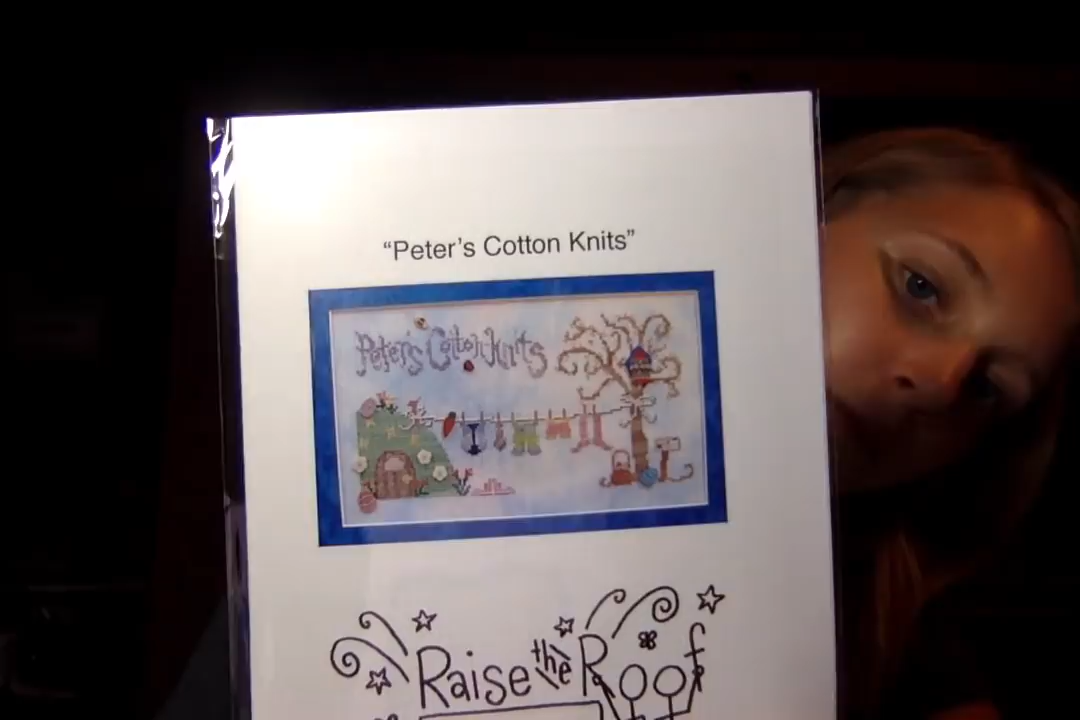 “Peter’s Cotton Knits”
Peter's Cotton Knits
Raise the Roof